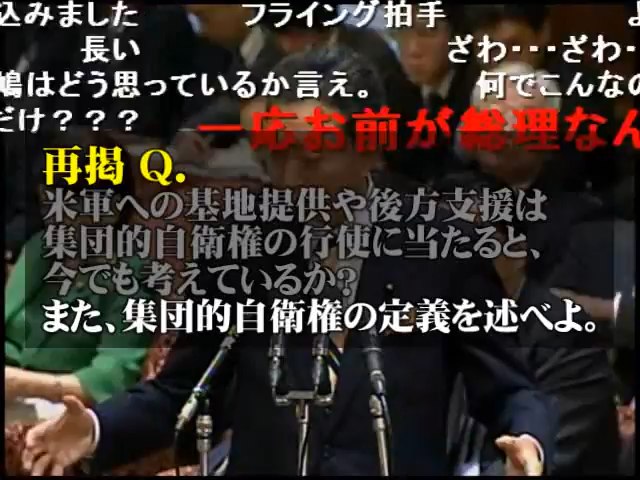 込みました フライング拍手 よ
長い ざわ・・・ざわ・
鳩はどう思っているか言え。 何でこんなの
だけ？？？ 一応お前が総理なん
再掲 Q.
米軍への基地提供や後方支援は
集団的自衛権の行使に当たると、
今でも考えているか?
また、集団的自衛権の定義を述べよ。